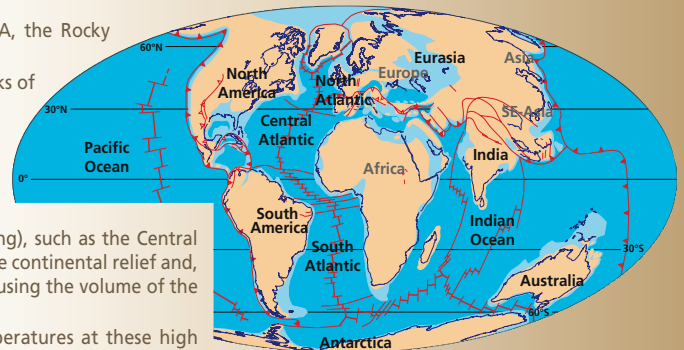 A, the Rocky
ks of
ng), such as the Central
e continental relief and,
using the volume of the
peratures at these high
60°N
30°N
0°
30°S
60°S
North
America
North
Atlantic
Eurasia
Europe
Asia
SE-Asia
Central
Atlantic
Pacific
Ocean
Africa
India
South
America
South
Atlantic
Indian
Ocean
Australia
Antarctica